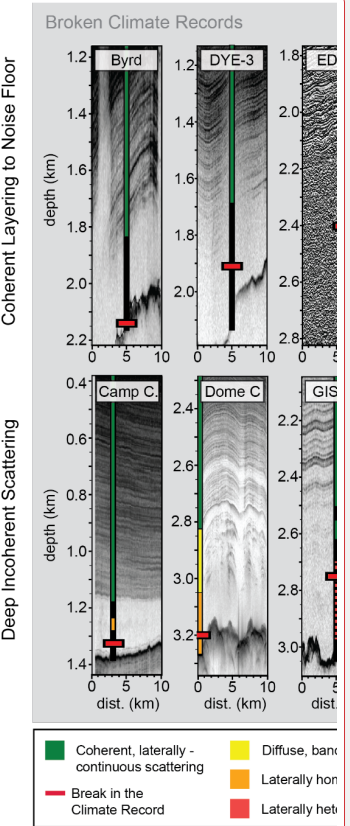 Broken Climate Records
Coherent Layering to Noise Floor
depth (km)
Byrd
1.2
1.4
1.6
1.8
2.0
2.2
0 5 10
DYE-3
1.2
1.4
1.6
1.8
2.0
0 5 10
ED
1.8
2.0
2.2
2.4
2.6
2.8
0 5
Deep Incoherent Scattering
depth (km)
Camp C.
0.4
0.6
0.8
1.0
1.2
1.4
0 5 10
dist. (km)
Dome C
2.4
2.6
2.8
3.0
3.2
0 5 10
dist. (km)
GIS
2.2
2.4
2.6
2.8
3.0
0 5
dist.
Coherent, laterally -
continuous scattering
Break in the
Climate Record
Diffuse, band
Laterally hom
Laterally hete